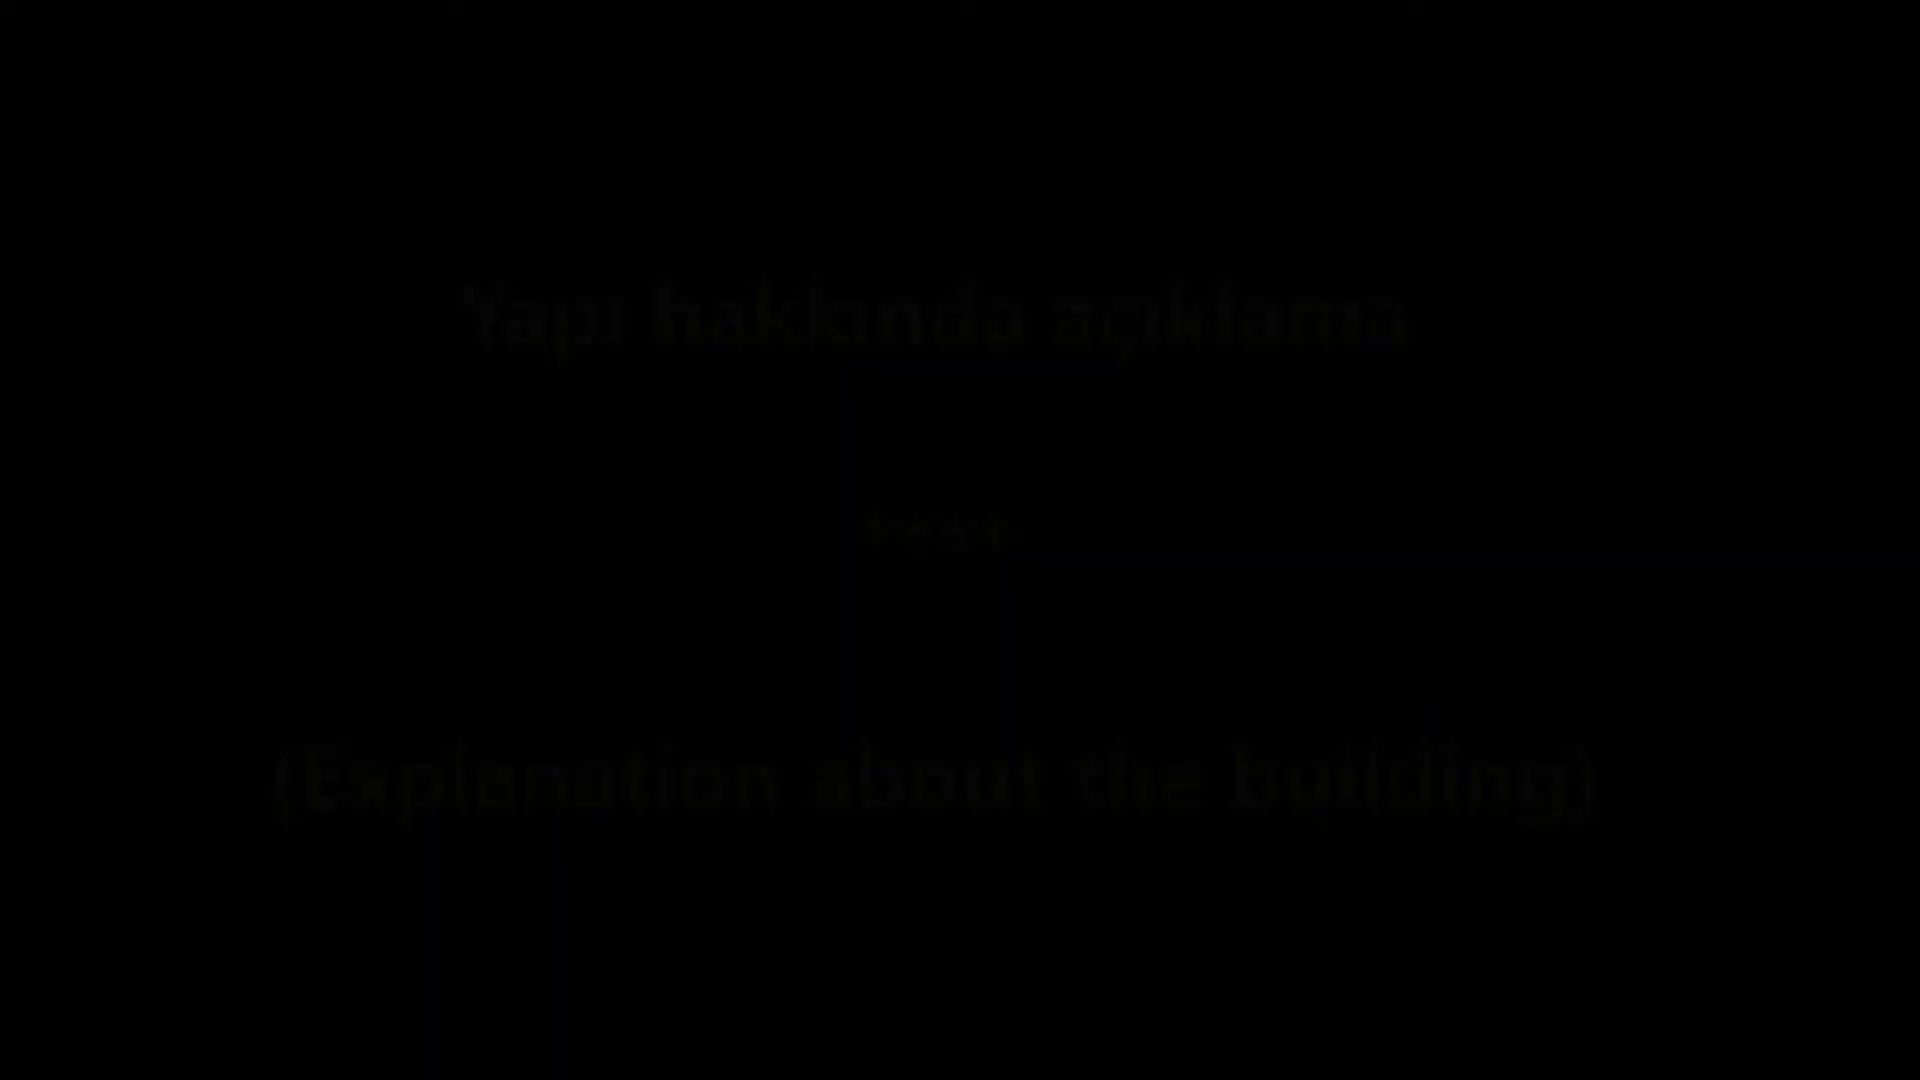 Yapı hakkında açıklama
****
(Explanation about the building)